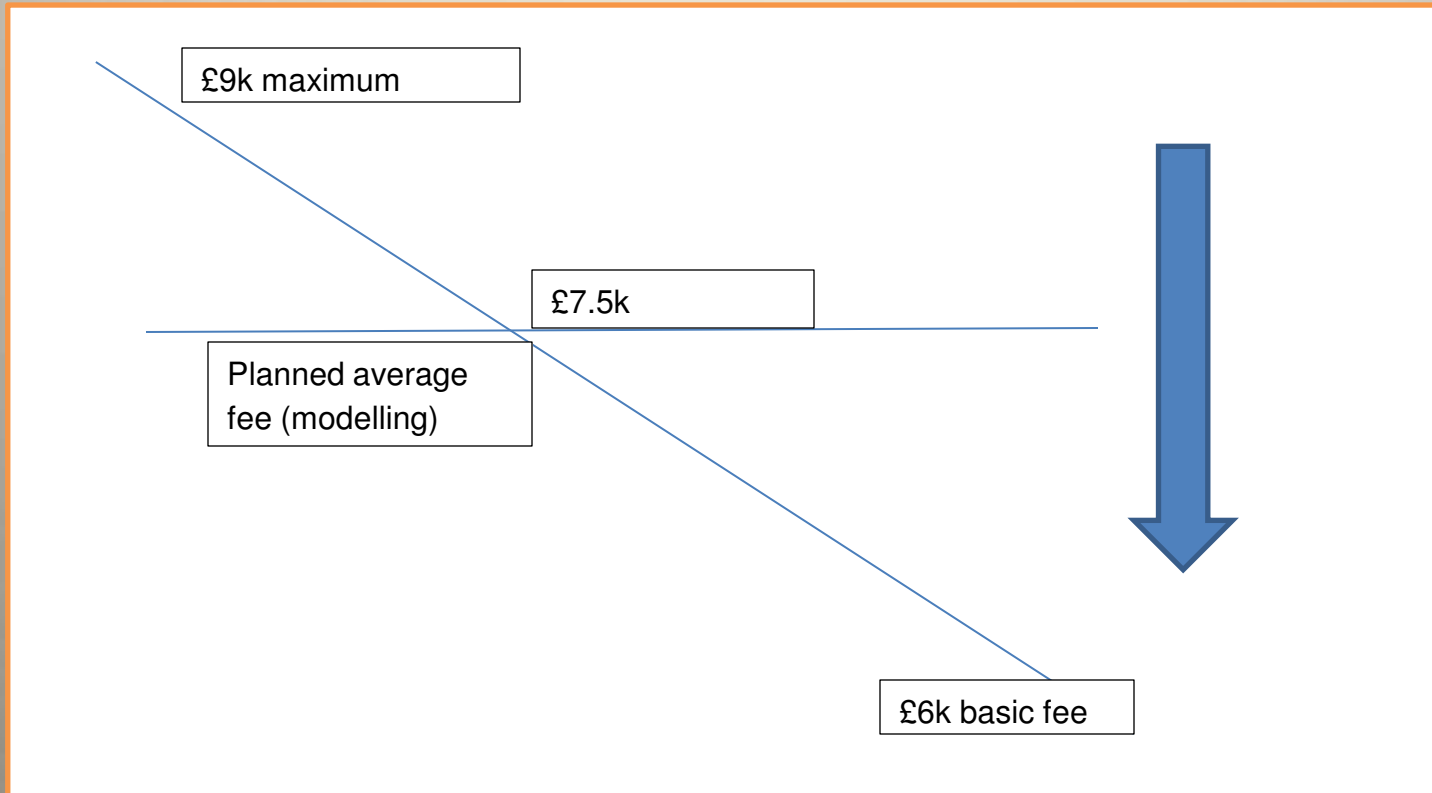 £9k maximum
£7.5k
Planned average
fee (modelling)
£6k basic fee